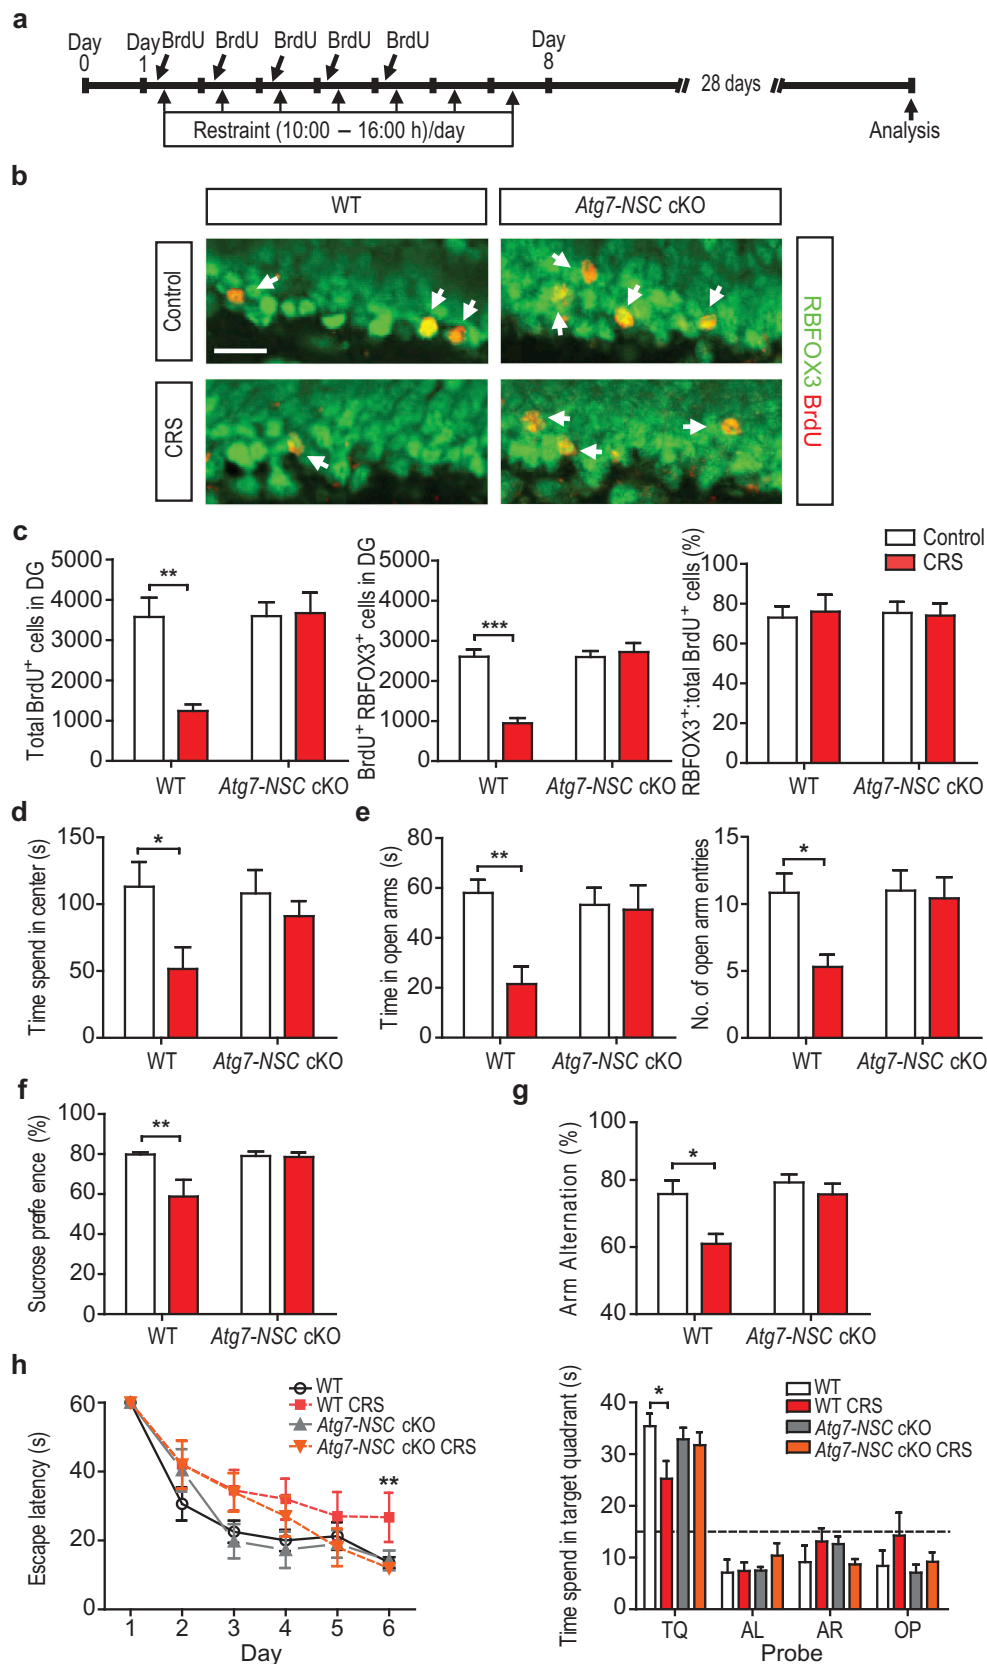 a
Day 0
Day 1
BrdU BrdU BrdU BrdU BrdU
Day 8
28 days
Restraint (10:00 – 16:00 h)/day
Analysis
b
WT
Atg7-NSC cKO
Control
CRS
RBFOX3 BrdU
c
Total BrdU+ cells in DG
5000
4000
3000
2000
1000
0
**
WT
Atg7-NSC cKO
BrdU+ RBFOX3+ cells in DG
5000
4000
3000
2000
1000
0
***
WT
Atg7-NSC cKO
RBFOX3+:total BrdU+ cells (%)
100
80
60
40
20
0
Control
CRS
WT
Atg7-NSC cKO
d
Time spend in center (s)
150
100
50
0
*
WT
Atg7-NSC cKO
e
Time in open arms (s)
80
60
40
20
0
**
WT
Atg7-NSC cKO
No. of open arm entries
15
10
5
0
*
WT
Atg7-NSC cKO
f
Sucrose prefe ence (%)
100
80
60
40
20
0
**
WT
Atg7-NSC cKO
g
Arm Alternation (%)
100
80
60
40
*
WT
Atg7-NSC cKO
h
Escape latency (s)
60
40
20
0
WT
WT CRS
Atg7-NSC cKO
Atg7-NSC cKO CRS
**
1 2 3 4 5 6
Day
Time spend in target quadrant (s)
40
30
20
10
0
*
WT
WT CRS
Atg7-NSC cKO
Atg7-NSC cKO CRS
TQ AL AR OP
Probe